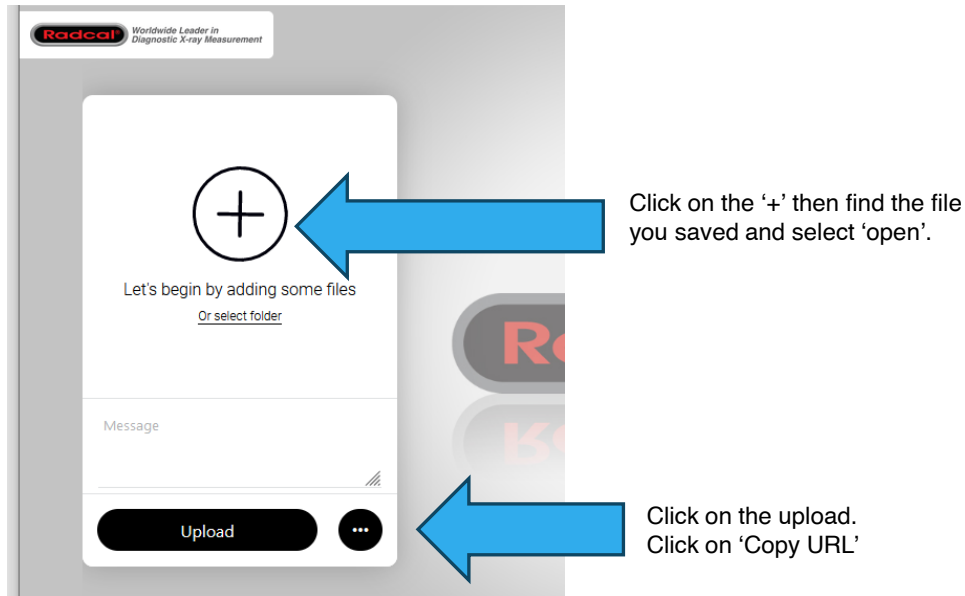 Radcal®
Worldwide Leader in
Diagnostic X-ray Measurement
Click on the ‘+’ then find the file
you saved and select ‘open’.
Let's begin by adding some files
Or select folder
Message
Upload
Click on the upload.
Click on ‘Copy URL’